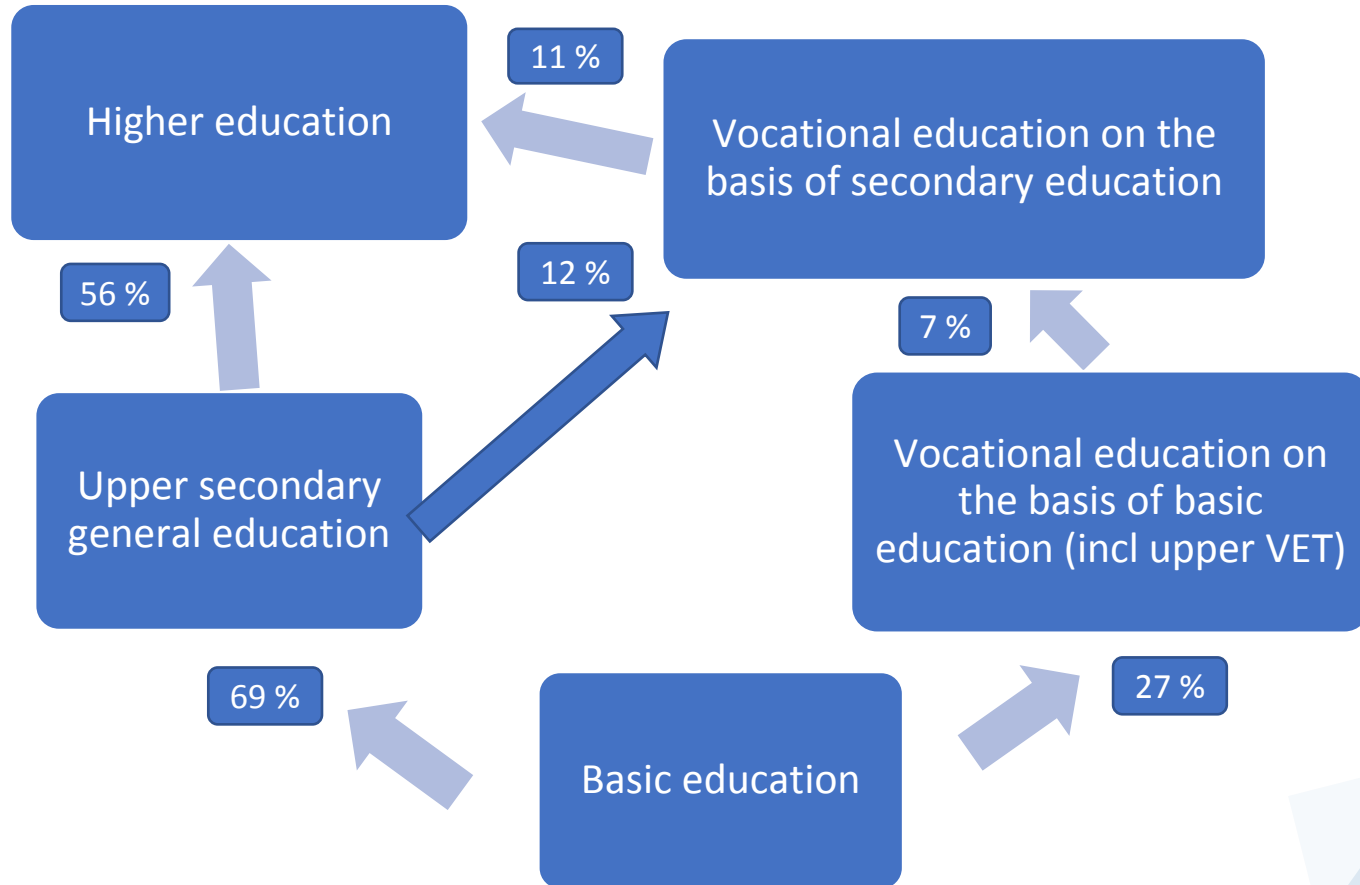 Higher education
11 %
Vocational education on the
basis of secondary education
56 %
12 %
7 %
Upper secondary
general education
Vocational education on
the basis of basic
education (incl upper VET)
69 %
27 %
Basic education